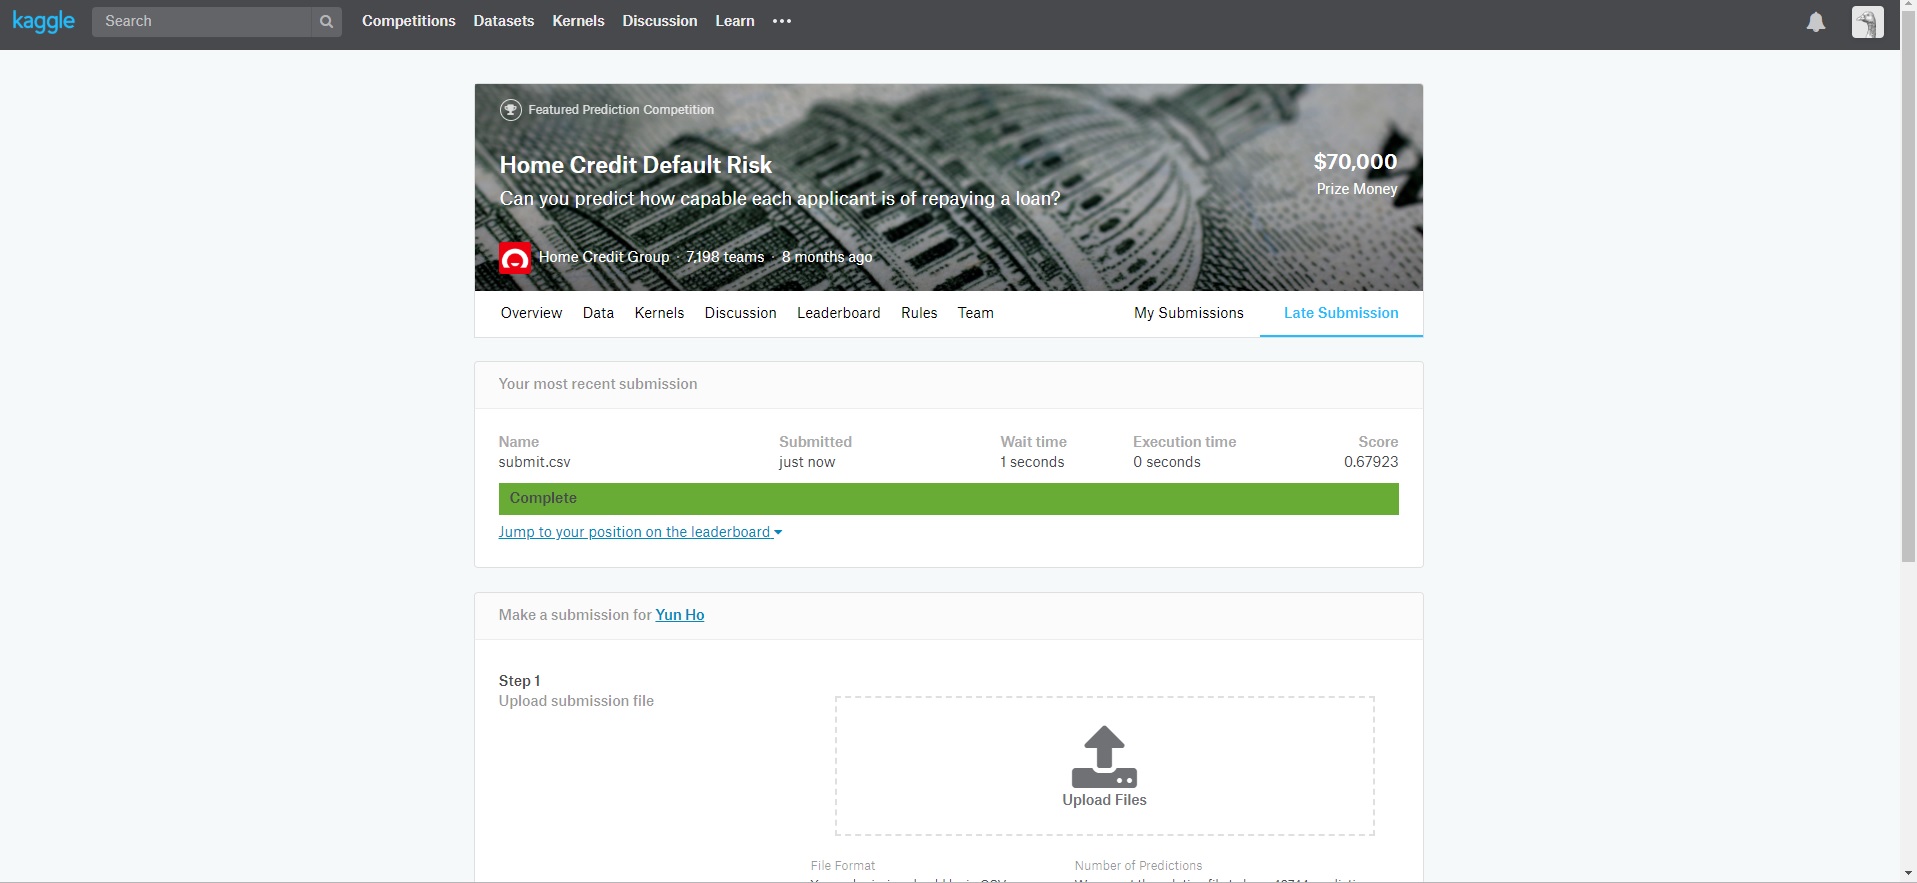 kaggle Search Competitions Datasets Kernels Discussion Learn
Featured Prediction Competition
Home Credit Default Risk
$70,000
Can you predict how capable each applicant is of repaying a loan?
Prize Money
Home Credit Group · 7,198 teams · 8 months ago
Overview Data Kernels Discussion Leaderboard Rules Team My Submissions Late Submission
Your most recent submission
Name Submitted Wait time Execution time Score
submit.csv just now 1 seconds 0 seconds 0.67923
Complete
Jump to your position on the leaderboard
Make a submission for Yun Ho
Step 1
Upload submission file
Upload Files
File Format Number of Predictions